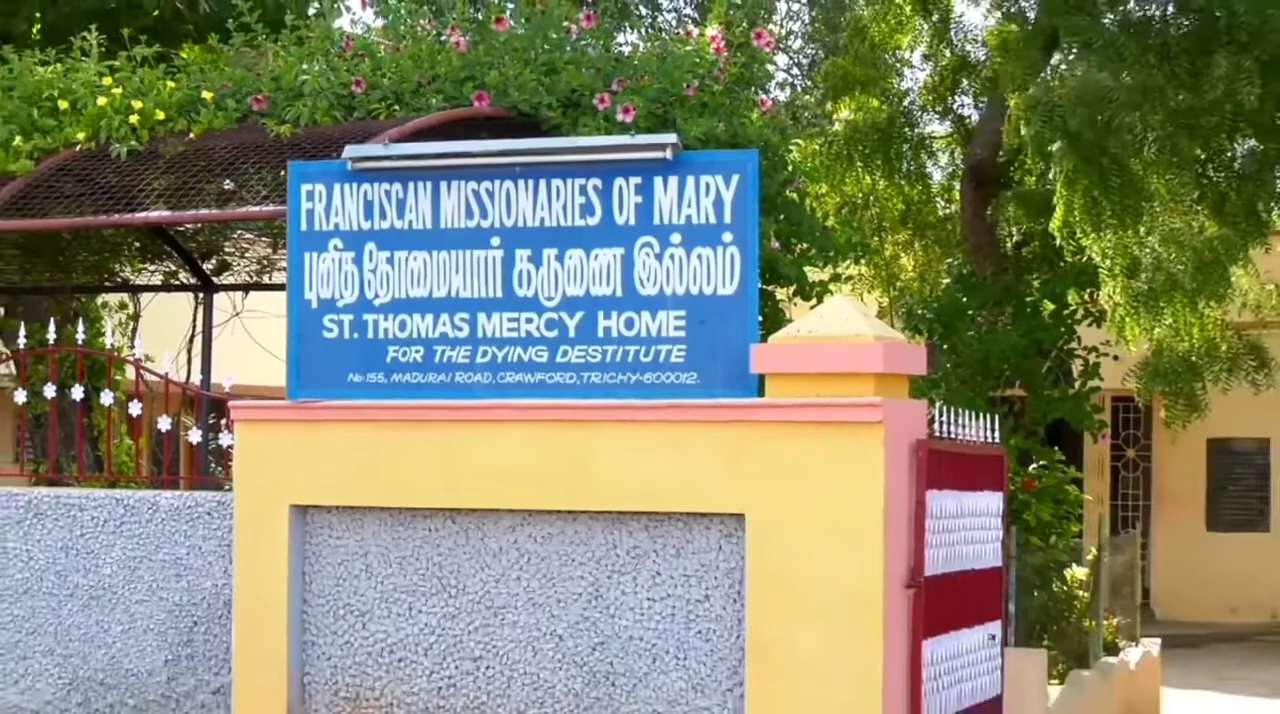 FRANCISCAN MISSIONARIES OF MARY
புனித தோமையார் கருணை இல்லம்
ST. THOMAS MERCY HOME
FOR THE DYING DESTITUTE
No: 155, MADURAI ROAD, CRAWFORD, TRICHY-600012.